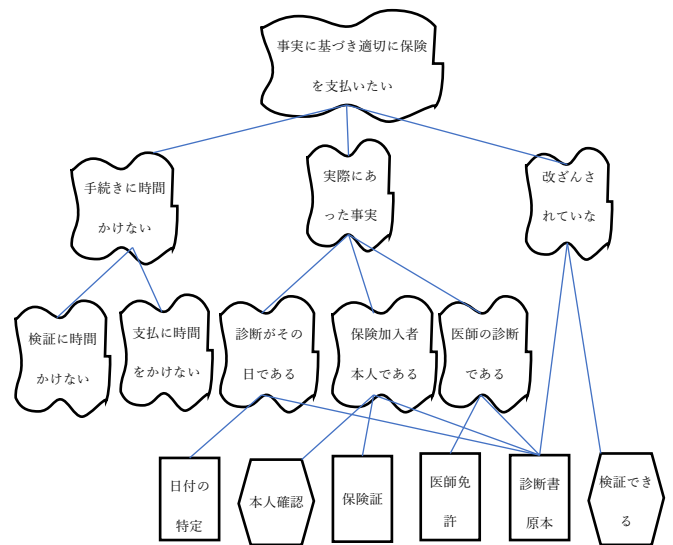 事実に基づき適切に保険
を支払いたい
手続きに時間
かけない
実際にあ
った事実
改ざんさ
れていな
検証に時間
かけない
支払に時間
をかけない
診断がその
日である
保険加入者
本人である
医師の診断
である
日付の
特定
本人確認
保険証
医師免
許
診断書
原本
検証でき
る